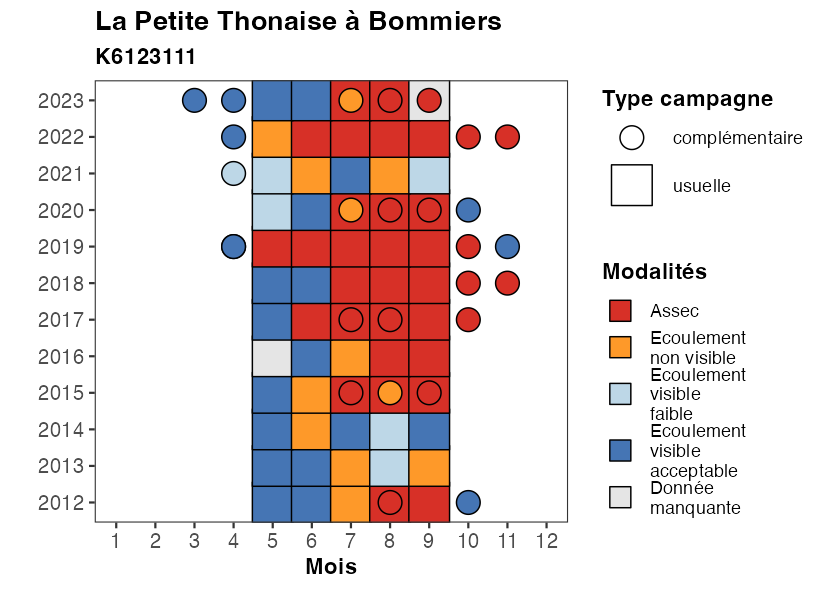 La Petite Thonaise à Bommiers
K6123111
2023
2022
2021
2020
2019
2018
2017
2016
2015
2014
2013
2012
1 2 3 4 5 6 7 8 9 10 11 12
Mois
Type campagne
complémentaire
usuelle
Modalités
Assec
Ecoulement
non visible
Ecoulement
visible
faible
Ecoulement
visible
acceptable
Donnée
manquante